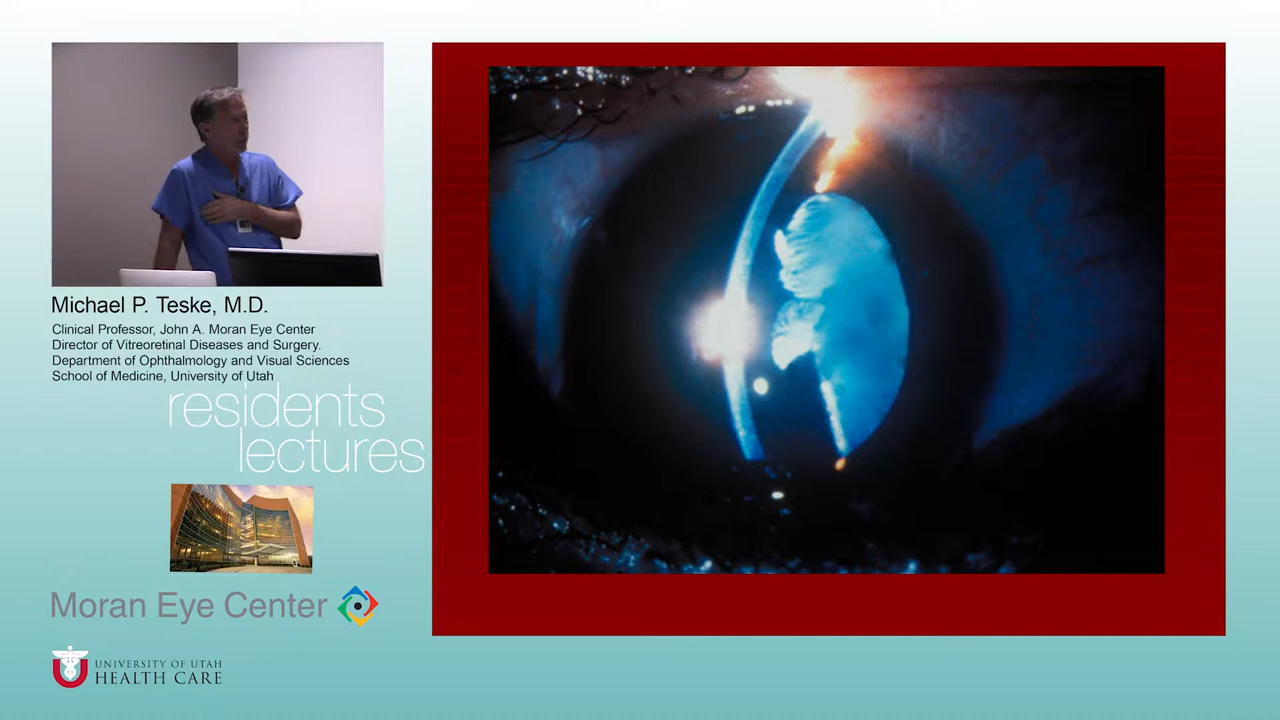 Michael P. Teske, M.D.
Clinical Professor, John A. Moran Eye Center
Director of Vitreoretinal Diseases and Surgery.
Department of Ophthalmology and Visual Sciences
School of Medicine, University of Utah
residents
lectures
Moran Eye Center
UNIVERSITY OF UTAH
HEALTH CARE